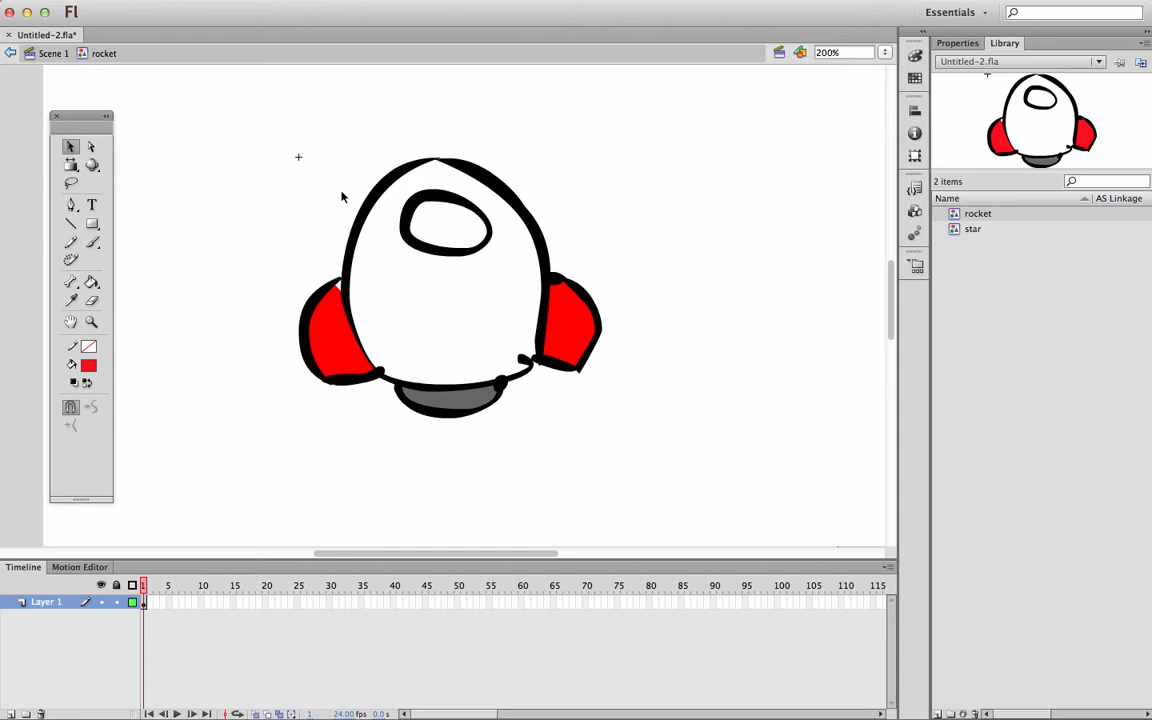 Fl
Essentials
Untitled-2.fla*
Scene 1
rocket
200%
Properties
Library
Untitled-2.fla
2 items
Name
AS Linkage
rocket
star
T
Timeline
Motion Editor
1 5 10 15 20 25 30 35 40 45 50 55 60 65 70 75 80 85 90 95 100 105 110 115
Layer 1
1 24.00 fps 0.0 s